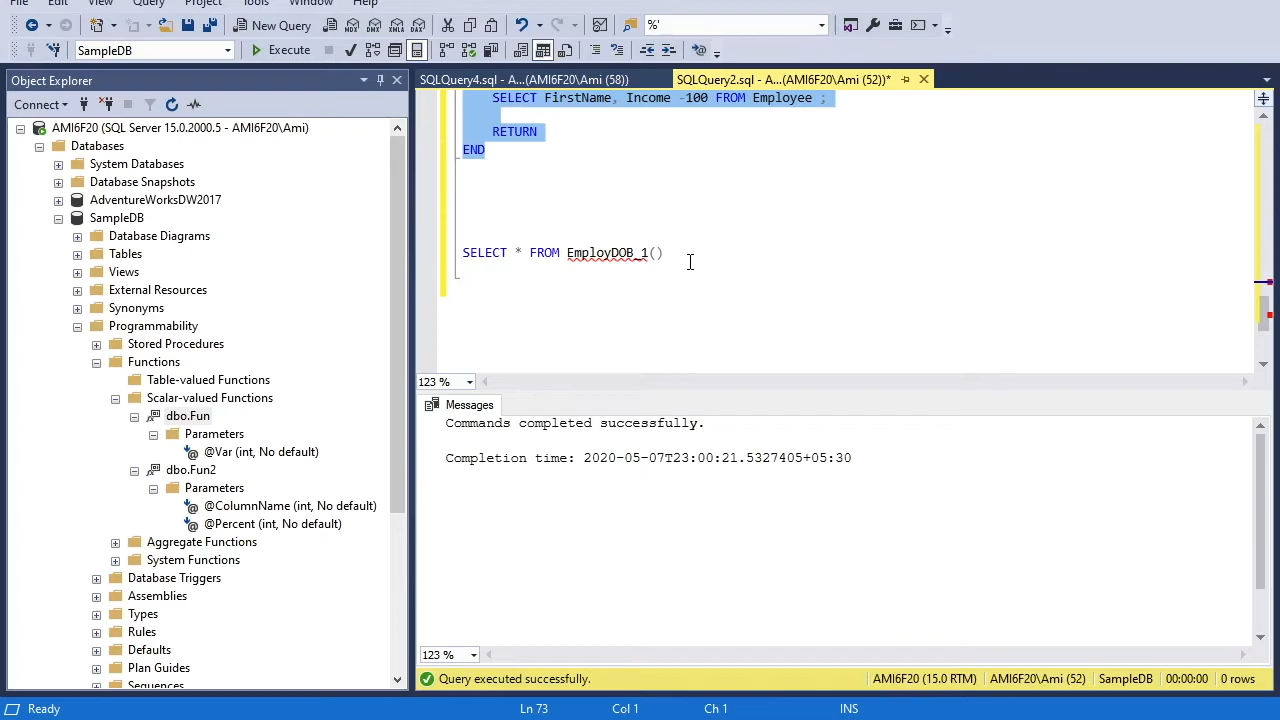 File Edit View Query Project Tools Window Help
New Query MDX DMX XMLA DAX %'
SampleDB Execute
Object Explorer
SQLQuery4.sql - A...(AMI6F20\Ami (58))
SQLQuery2.sql - A...(AMI6F20\Ami (52))*
Connect
AMI6F20 (SQL Server 15.0.2000.5 - AMI6F20\Ami)
Databases
System Databases
Database Snapshots
AdventureWorksDW2017
SampleDB
Database Diagrams
Tables
Views
External Resources
Synonyms
Programmability
Stored Procedures
Functions
Table-valued Functions
Scalar-valued Functions
dbo.Fun
Parameters
@Var (int, No default)
dbo.Fun2
Parameters
@ColumnName (int, No default)
@Percent (int, No default)
Aggregate Functions
System Functions
Database Triggers
Assemblies
Types
Rules
Defaults
Plan Guides
Sequences
SELECT FirstName, Income -100 FROM Employee ;
RETURN
END
SELECT * FROM EmployDOB_1()
123 %
Messages
Commands completed successfully.
Completion time: 2020-05-07T23:00:21.5327405+05:30
123 %
Query executed successfully. AMI6F20 (15.0 RTM) AMI6F20\Ami (52) SampleDB 00:00:00 0 rows
Ready Ln 73 Col 1 Ch 1 INS